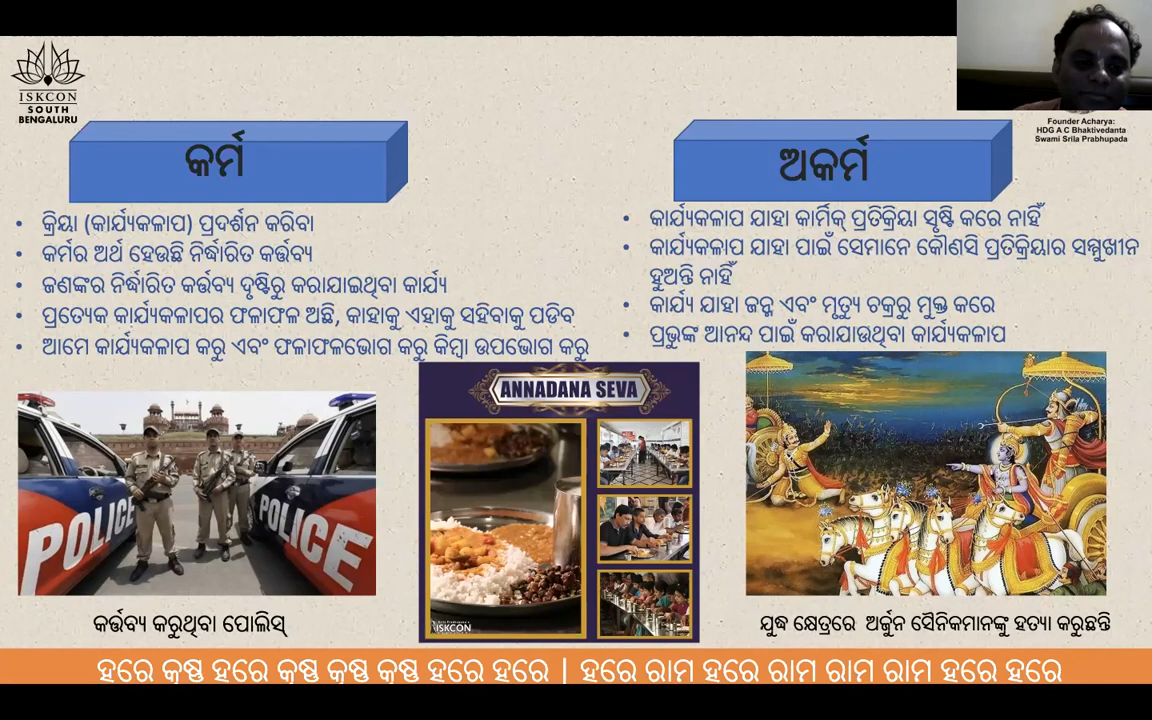 ISKCON
SOUTH
BENGALURU
Founder Acharya:
HDG A C Bhaktivedanta
Swami Srila Prabhupada
କର୍ମ
• କ୍ରିୟା (କାର୍ଯ୍ୟକଳାପ) ପ୍ରଦର୍ଶନ କରିବା
• କର୍ମର ଅର୍ଥ ହେଉଛି ନିର୍ଦ୍ଧାରିତ କର୍ତ୍ତବ୍ୟ
• ଜଣଙ୍କର ନିର୍ଦ୍ଧାରିତ କର୍ତ୍ତବ୍ୟ ଦୃଷ୍ଟିରୁ କରାଯାଇଥିବା କାର୍ଯ୍ୟ
• ପ୍ରତ୍ୟେକ କାର୍ଯ୍ୟକଳାପର ଫଳାଫଳ ଅଛି, କାହାକୁ ଏହାକୁ ସହିବାକୁ ପଡିବ
• ଆମେ କାର୍ଯ୍ୟକଳାପ କରୁ ଏବଂ ଫଳାଫଳଭୋଗ କରୁ କିମ୍ବା ଉପଭୋଗ କରୁ
ଅକର୍ମ
• କାର୍ଯ୍ୟକଳାପ ଯାହା କାର୍ମିକ୍ ପ୍ରତିକ୍ରିୟା ସୃଷ୍ଟି କରେ ନାହିଁ
• କାର୍ଯ୍ୟକଳାପ ଯାହା ପାଇଁ ସେମାନେ କୌଣସି ପ୍ରତିକ୍ରିୟାର ସମ୍ମୁଖୀନ
ହୁଅନ୍ତି ନାହିଁ
• କାର୍ଯ୍ୟ ଯାହା ଜନ୍ମ ଏବଂ ମୃତ୍ୟୁ ଚକ୍ରରୁ ମୁକ୍ତ କରେ
• ପ୍ରଭୁଙ୍କ ଆନନ୍ଦ ପାଇଁ କରାଯାଉଥିବା କାର୍ଯ୍ୟକଳାପ
POLICE
POLICE
କର୍ତ୍ତବ୍ୟ କରୁଥିବା ପୋଲିସ୍
ANNADANA SEVA
ISKCON
ଯୁଦ୍ଧ କ୍ଷେତ୍ରରେ ଅର୍ଜୁନ ସୈନିକମାନଙ୍କୁ ହତ୍ୟା କରୁଛନ୍ତି
ହରେ କୃଷ୍ଣ ହରେ କୃଷ୍ଣ କୃଷ୍ଣ କୃଷ୍ଣ ହରେ ହରେ | ହରେ ରାମ ହରେ ରାମ ରାମ ରାମ ହରେ ହରେ